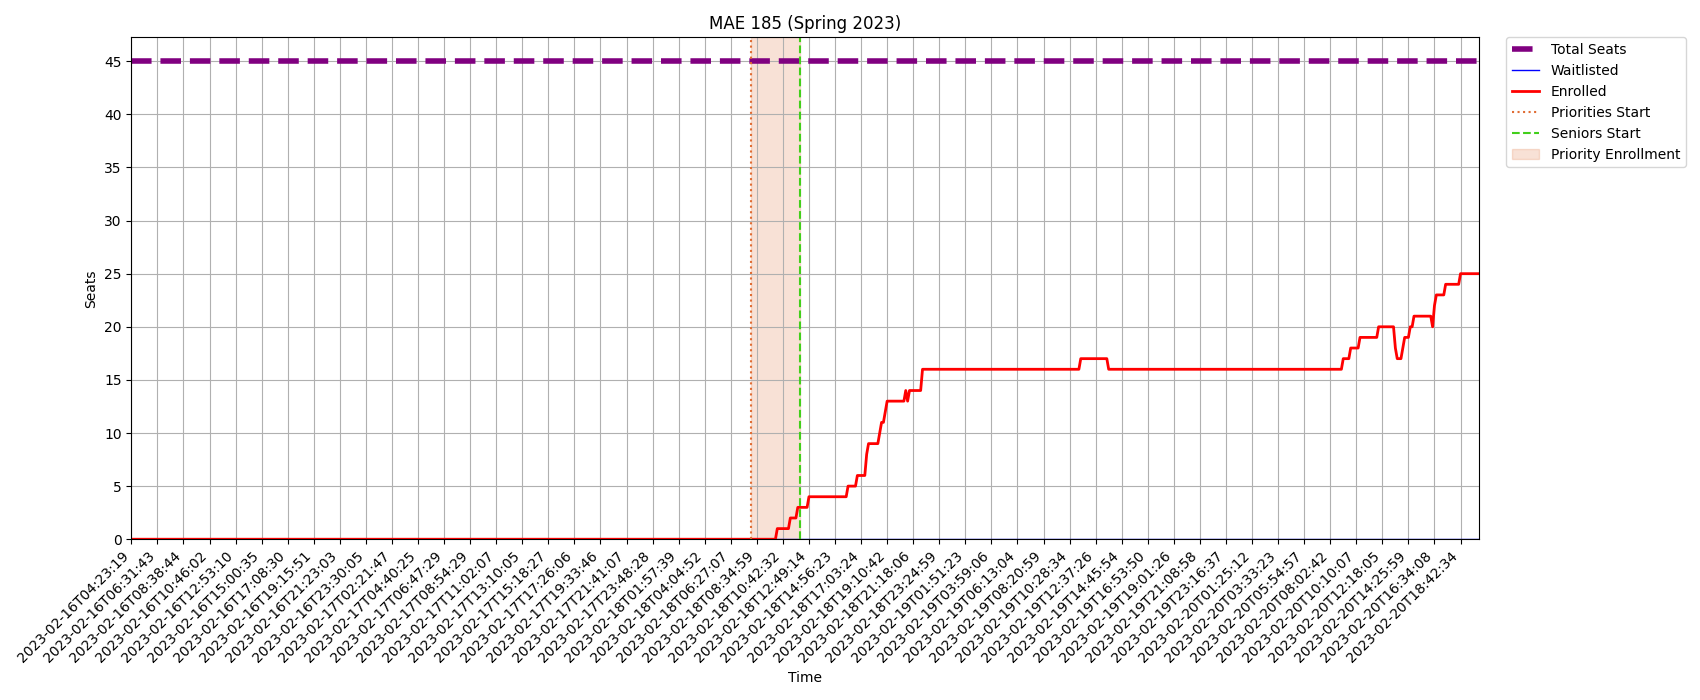 MAE 185 (Spring 2023)
Total Seats
Waitlisted
Enrolled
Priorities Start
Seniors Start
Priority Enrollment
Seats
45
40
35
30
25
20
15
10
5
0
2023-02-16T04:23:19
2023-02-16T06:31:43
2023-02-16T08:38:44
2023-02-16T10:46:02
2023-02-16T12:53:10
2023-02-16T15:00:35
2023-02-16T17:08:30
2023-02-16T19:15:51
2023-02-16T21:23:03
2023-02-16T23:30:05
2023-02-17T02:21:47
2023-02-17T04:40:25
2023-02-17T06:47:29
2023-02-17T08:54:29
2023-02-17T11:02:07
2023-02-17T13:10:05
2023-02-17T15:18:27
2023-02-17T17:26:06
2023-02-17T19:33:46
2023-02-17T21:41:07
2023-02-17T23:48:28
2023-02-18T01:57:39
2023-02-18T04:04:52
2023-02-18T06:27:07
2023-02-18T08:34:59
2023-02-18T10:42:32
2023-02-18T12:49:14
2023-02-18T14:56:23
2023-02-18T17:03:24
2023-02-18T19:10:42
2023-02-18T21:18:06
2023-02-18T23:24:59
2023-02-19T01:51:23
2023-02-19T03:59:06
2023-02-19T06:13:04
2023-02-19T08:20:59
2023-02-19T10:28:34
2023-02-19T12:37:26
2023-02-19T14:45:54
2023-02-19T16:53:50
2023-02-19T19:01:26
2023-02-19T21:08:58
2023-02-19T23:16:37
2023-02-20T01:25:12
2023-02-20T03:33:23
2023-02-20T05:54:57
2023-02-20T08:02:42
2023-02-20T10:10:07
2023-02-20T12:18:05
2023-02-20T14:25:59
2023-02-20T16:34:08
2023-02-20T18:42:34
Time